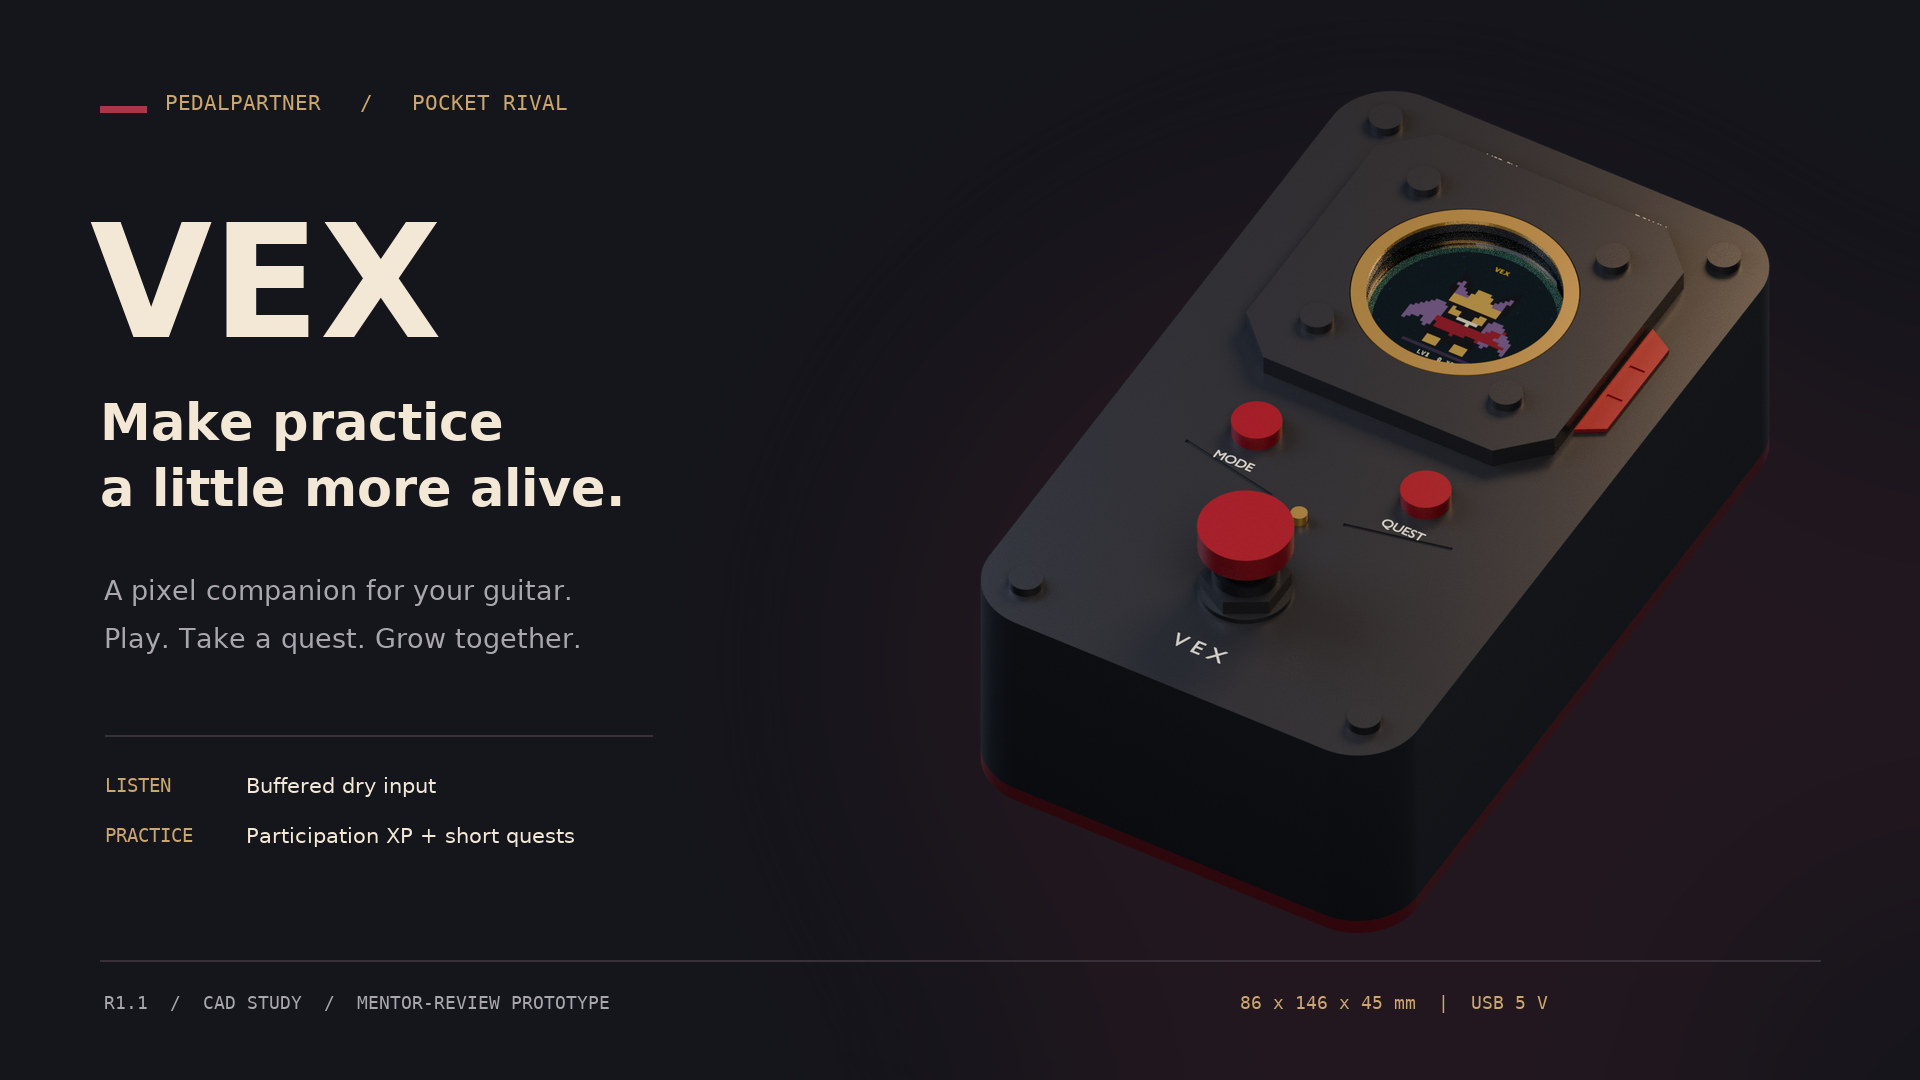 PEDALPARTNER / POCKET RIVAL
VEX
Make practice
a little more alive.
A pixel companion for your guitar.
Play. Take a quest. Grow together.
LISTEN Buffered dry input
PRACTICE Participation XP + short quests
VEX
MODE
QUEST
VEX
R1.1 / CAD STUDY / MENTOR-REVIEW PROTOTYPE
86 x 146 x 45 mm | USB 5 V